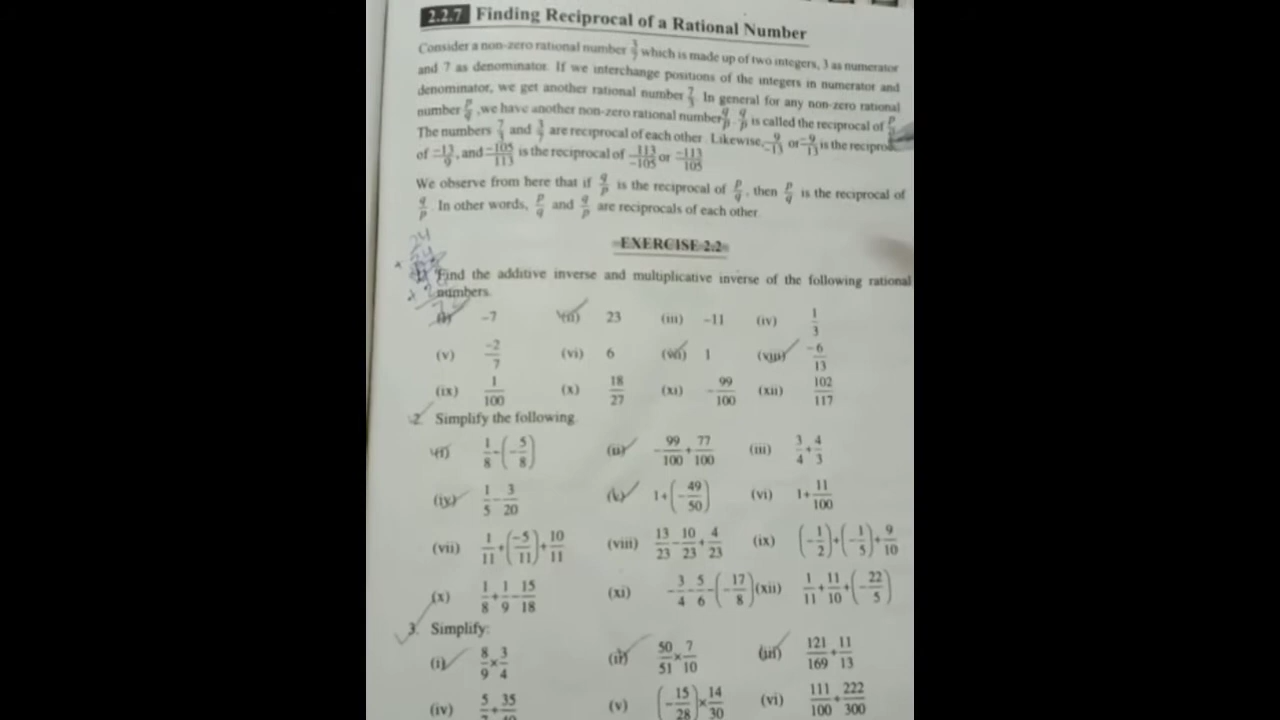 2.2.7 Finding Reciprocal of a Rational Number
Consider a non-zero rational number 3/7 which is made up of two integers, 3 as numerator
and 7 as denominator. If we interchange positions of the integers in numerator and
denominator, we get another rational number 7/3. In general for any non-zero rational
number p/q, we have another non-zero rational number q/p. q/p is called the reciprocal of p/q
The numbers 7/3 and 3/7 are reciprocal of each other. Likewise, 9/-13 or -9/13 is the
of -13/9, and -105/113 is the reciprocal of 113/-105 or -113/105
We observe from here that if q/p is the reciprocal of p/q, then p/q is the reciprocal of
q/p. In other words, p/q and q/p are reciprocals of each other.
EXERCISE 2.2
24
1. Find the additive inverse and multiplicative inverse of the following rational
numbers.
(i) -7 (ii) 23 (iii) -11 (iv) 1/3
(v) -2/7 (vi) 6 (vii) 1 (viii) -6/13
(ix) 1/100 (x) 18/27 (xi) -99/100 (xii) 102/117
2. Simplify the following.
(i) 1/8-(-5/8) (ii) -99/100+77/100 (iii) 3/4+4/3
(iv) 1/5-3/20 (v) 1+(-49/50) (vi) 1+11/100
(vii) 1/11+(-5/11)+10/11 (viii) 13/23-10/23+4/23 (ix) (-1/2)+(-1/5)+9/10
(x) 1/8+1/9-15/18 (xi) -3/4-5/6-(-17/8) (xii) 1/11+11/10+(-22/5)
3. Simplify:
(i) 8/9×3/4 (ii) 50/51×7/10 (iii) 121/169÷11/13
(iv) 5 ÷35 (v) (-15/28)×14/30 (vi) 111/100÷222/300